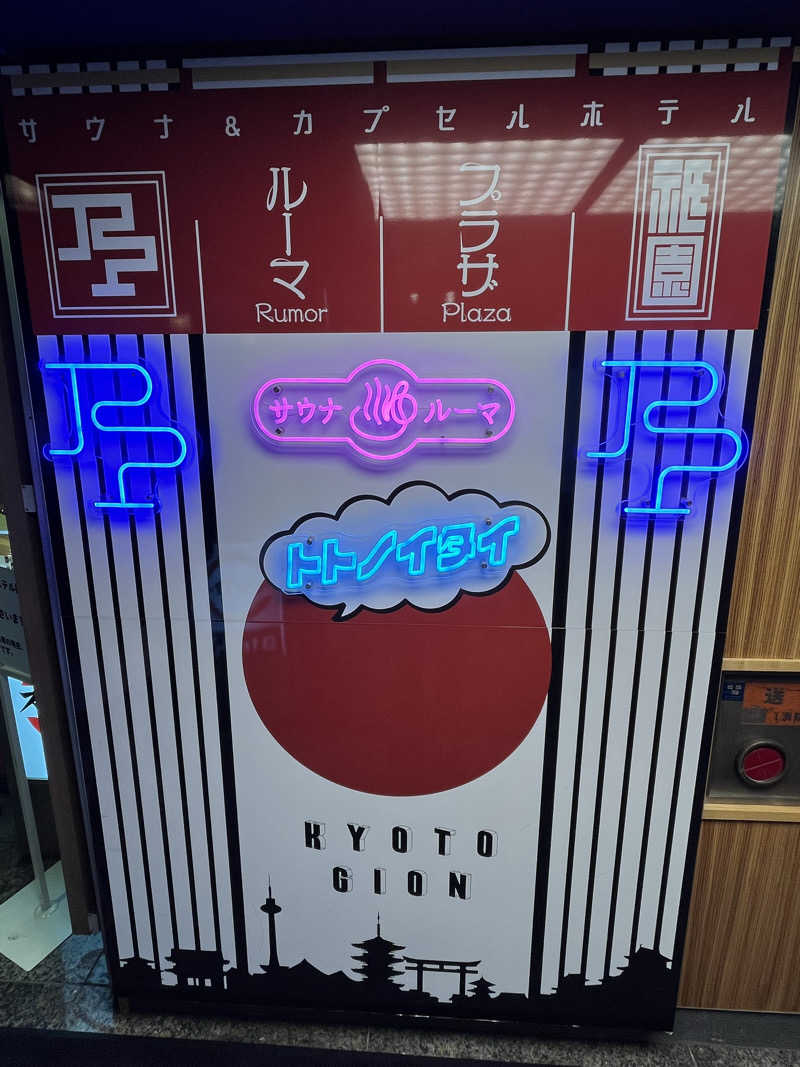 サウナ&カプセルホテル
ルーマ
プラザ
祇園
Rumor
Plaza
サウナ
ルーマ
トトノイタイ
KYOTO
GION
送